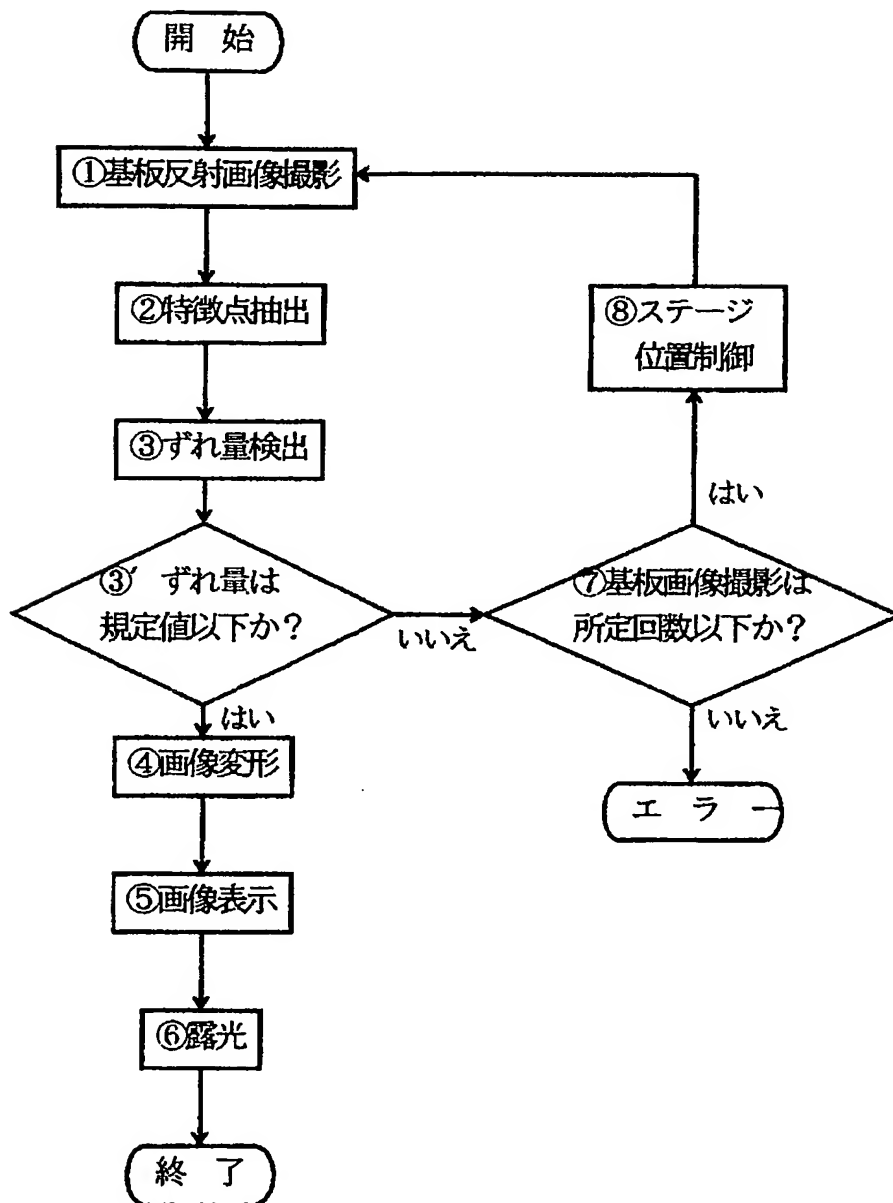 開 始
①基板反射画像撮影
②特徴点抽出
③ずれ量検出
③′ ずれ量は
規定値以下か？
いいえ
はい
④画像変形
⑤画像表示
⑥露光
終 了
⑦基板画像撮影は
所定回数以下か？
はい
⑧ステージ
位置制御
いいえ
エ ラ ー